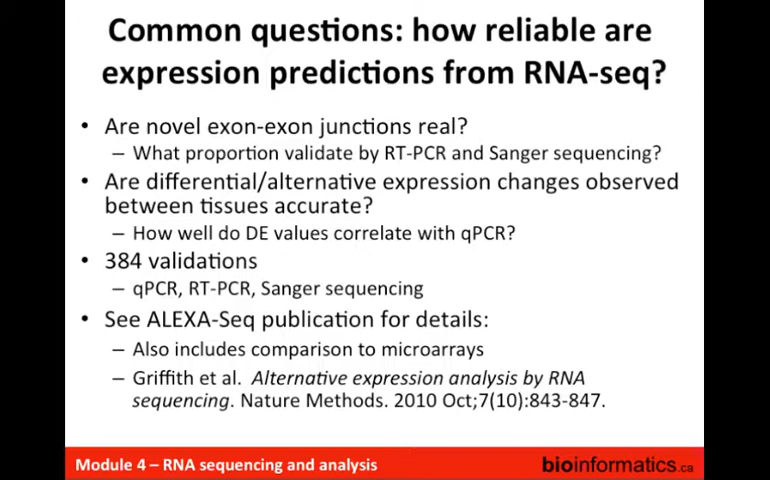 Common questions: how reliable are
expression predictions from RNA-seq?
• Are novel exon-exon junctions real?
– What proportion validate by RT-PCR and Sanger sequencing?
• Are differential/alternative expression changes observed
between tissues accurate?
– How well do DE values correlate with qPCR?
• 384 validations
– qPCR, RT-PCR, Sanger sequencing
• See ALEXA-Seq publication for details:
– Also includes comparison to microarrays
– Griffith et al. Alternative expression analysis by RNA
sequencing. Nature Methods. 2010 Oct;7(10):843-847.
Module 4 – RNA sequencing and analysis
bioinformatics.ca